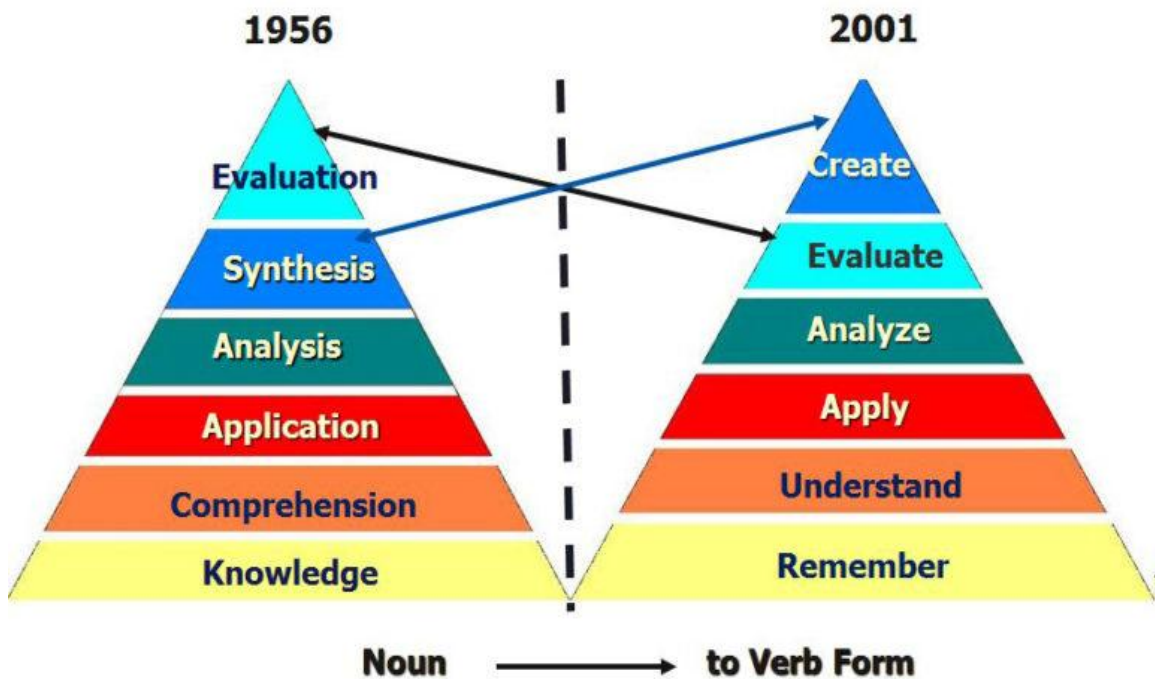 1956
Evaluation
Synthesis
Analysis
Application
Comprehension
Knowledge
2001
Create
Evaluate
Analyze
Apply
Understand
Remember
Noun to Verb Form